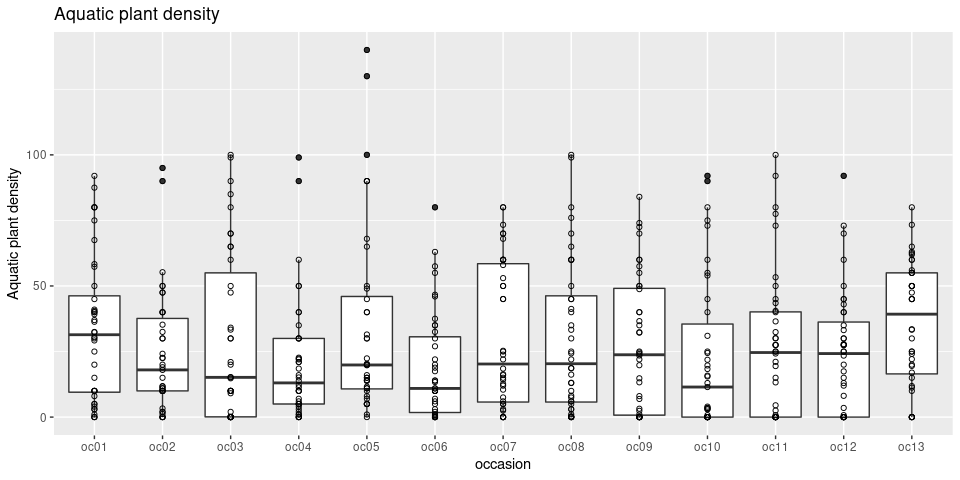 Aquatic plant density
Aquatic plant density
100
50
0
oc01 oc02 oc03 oc04 oc05 oc06 oc07 oc08 oc09 oc10 oc11 oc12 oc13
occasion